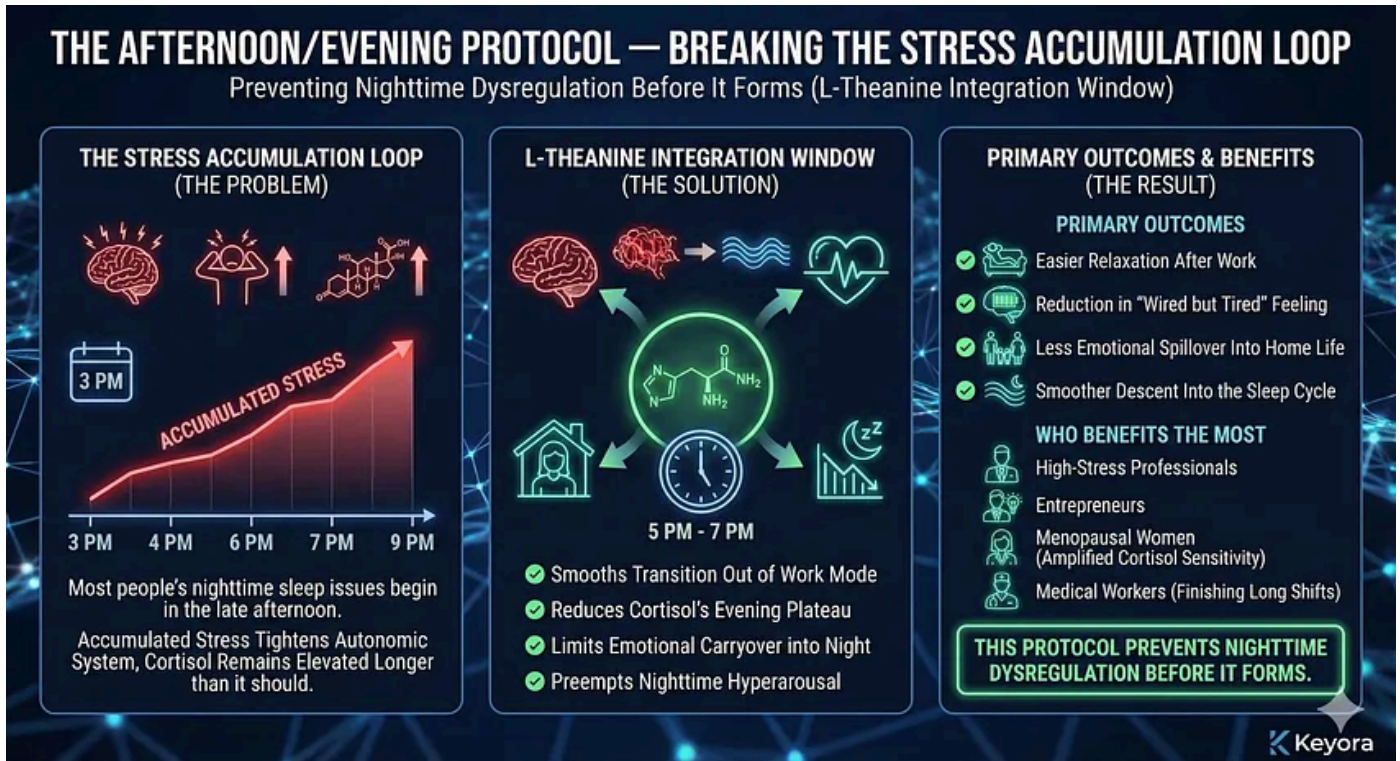 THE AFTERNOON/EVENING PROTOCOL — BREAKING THE STRESS ACCUMULATION LOOP
Preventing Nighttime Dysregulation Before It Forms (L-Theanine Integration Window)
THE STRESS ACCUMULATION LOOP
(THE PROBLEM)
O
HO
OH
H
H
3 PM
ACCUMULATED STRESS
3 PM 4 PM 6 PM 7 PM 9 PM
Most people's nighttime sleep issues begin
in the late afternoon.
Accumulated Stress Tightens Autonomic
System, Cortisol Remains Elevated Longer
than it should.
L-THEANINE INTEGRATION WINDOW
(THE SOLUTION)
N
N
O
NH₂
NH₂
zZ
5 PM - 7 PM
Smooths Transition Out of Work Mode
Reduces Cortisol's Evening Plateau
Limits Emotional Carryover into Night
Preempts Nighttime Hyperarousal
PRIMARY OUTCOMES & BENEFITS
(THE RESULT)
PRIMARY OUTCOMES
Easier Relaxation After Work
Reduction in "Wired but Tired" Feeling
Less Emotional Spillover Into Home Life
Smoother Descent Into the Sleep Cycle
WHO BENEFITS THE MOST
High-Stress Professionals
Entrepreneurs
Menopausal Women
(Amplified Cortisol Sensitivity)
Medical Workers (Finishing Long Shifts)
THIS PROTOCOL PREVENTS NIGHTTIME
DYSREGULATION BEFORE IT FORMS.
Keyora